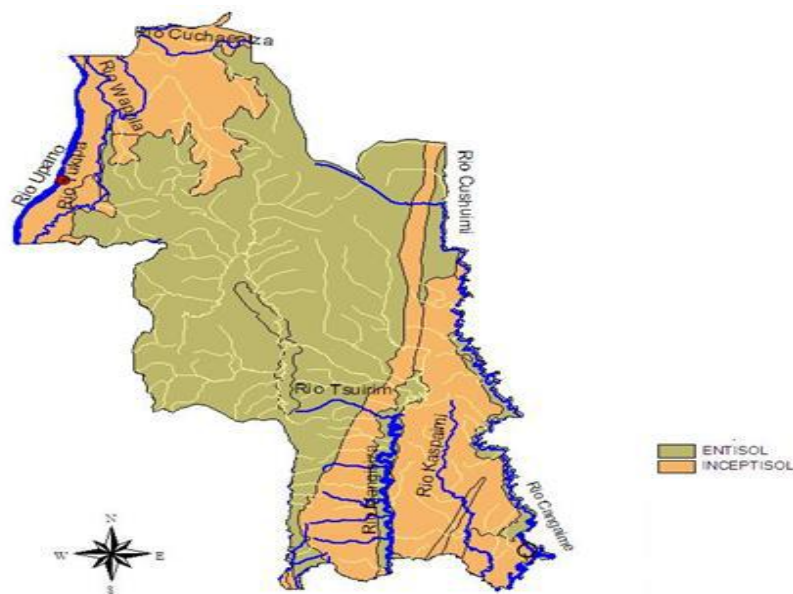 Rio Cuchaentza
Rio Wapula
Rio Upano
Rio Yukipa
Rio Cushuimi
Rio Tsuirim
Rio Kaspaimi
Rio Cangaime
ENTISOL
INCEPTISOL
N
W E
S